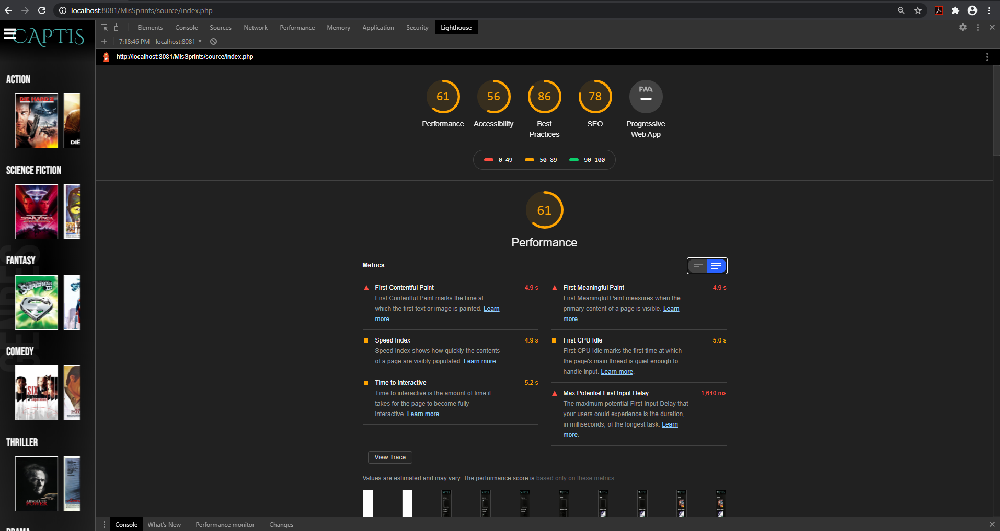 localhost:8081/MisSprints/source/index.php
CAPTIS
Elements Console Sources Network Performance Memory Application Security Lighthouse
7:18:46 PM - localhost:8081
http://localhost:8081/MisSprints/source/index.php
ACTION
DIE HARD 2
DIE
SCIENCE FICTION
STAR TREK
FANTASY
SUPERMAN III
GENRES
COMEDY
SIX
THRILLER
ABSOLUTE
POWER
DRAMA
61 56 86 78 PWA
Performance Accessibility Best Practices SEO Progressive Web App
0–49 50–89 90–100
61
Performance
Metrics
First Contentful Paint 4.9 s
First Contentful Paint marks the time at
which the first text or image is painted. Learn
more.
First Meaningful Paint 4.9 s
First Meaningful Paint measures when the
primary content of a page is visible. Learn
more.
Speed Index 4.9 s
Speed Index shows how quickly the contents
of a page are visibly populated. Learn more.
First CPU Idle 5.0 s
First CPU Idle marks the first time at which
the page's main thread is quiet enough to
handle input. Learn more.
Time to Interactive 5.2 s
Time to interactive is the amount of time it
takes for the page to become fully
interactive. Learn more.
Max Potential First Input Delay 1,640 ms
The maximum potential First Input Delay that
your users could experience is the duration,
in milliseconds, of the longest task. Learn
more.
View Trace
Values are estimated and may vary. The performance score is based only on these metrics.
Console What's New Performance monitor Changes